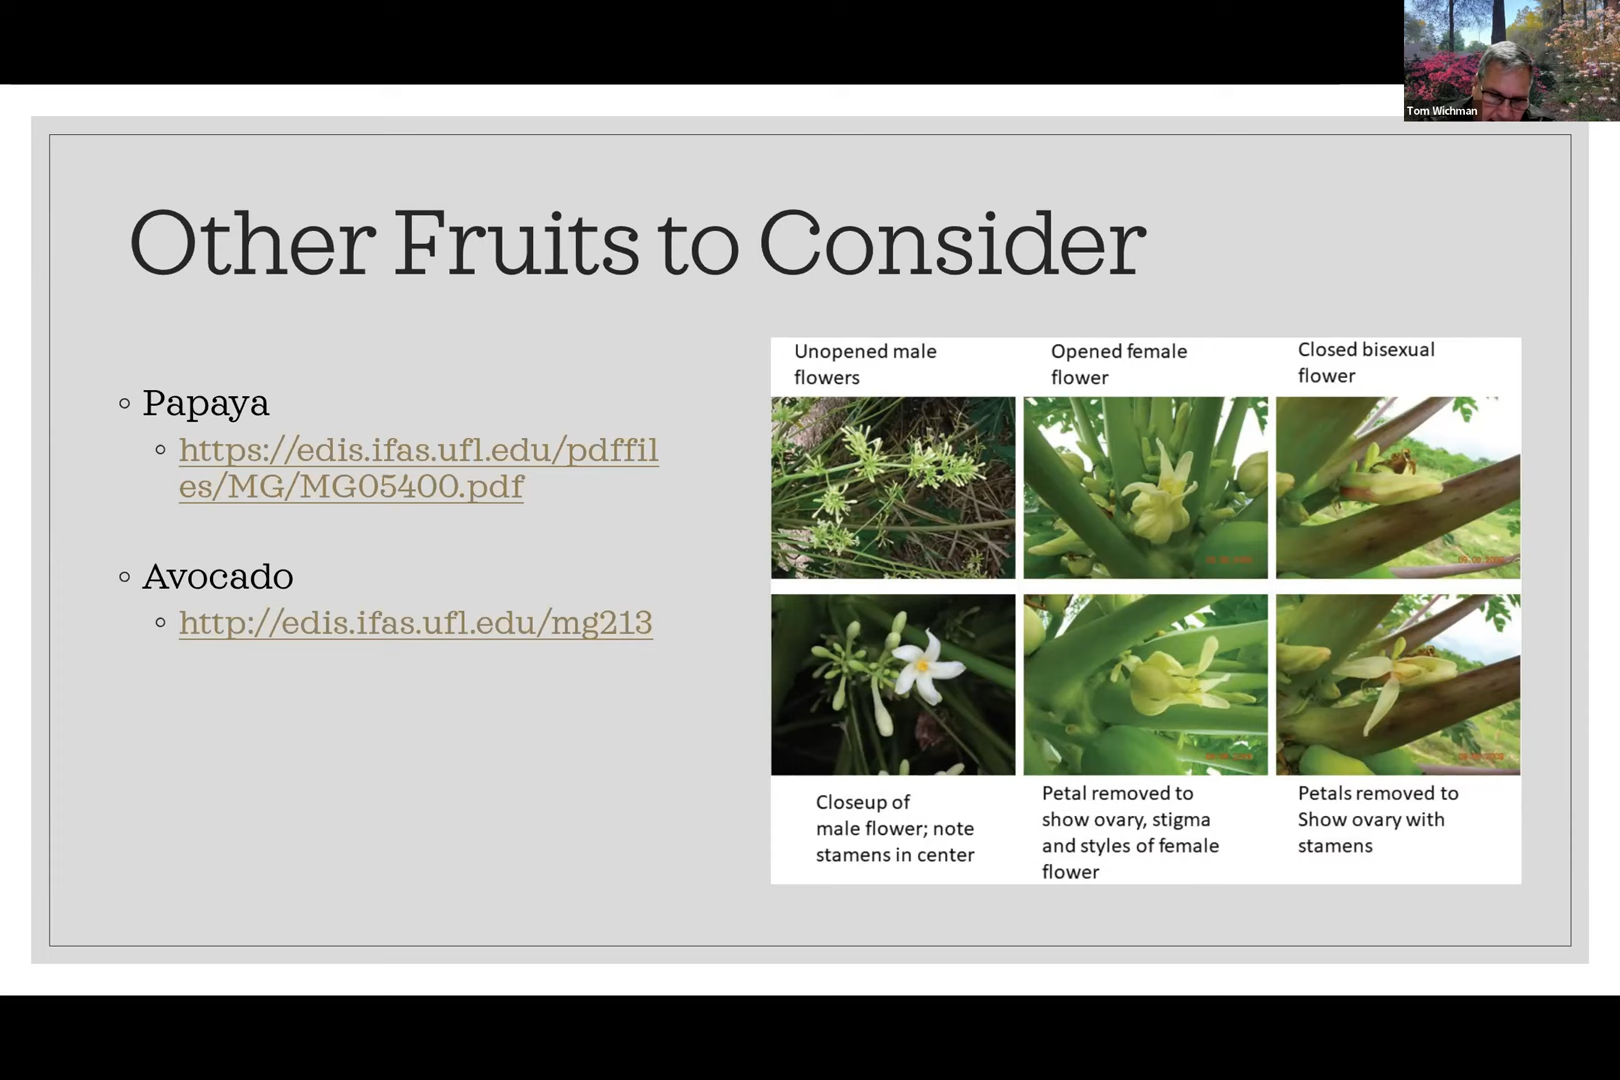 Tom Wichman
Other Fruits to Consider
Papaya
https://edis.ifas.ufl.edu/pdffil
es/MG/MG05400.pdf
Avocado
http://edis.ifas.ufl.edu/mg213
Unopened male
flowers
Opened female
flower
Closed bisexual
flower
Closeup of
male flower; note
stamens in center
Petal removed to
show ovary, stigma
and styles of female
flower
Petals removed to
Show ovary with
stamens